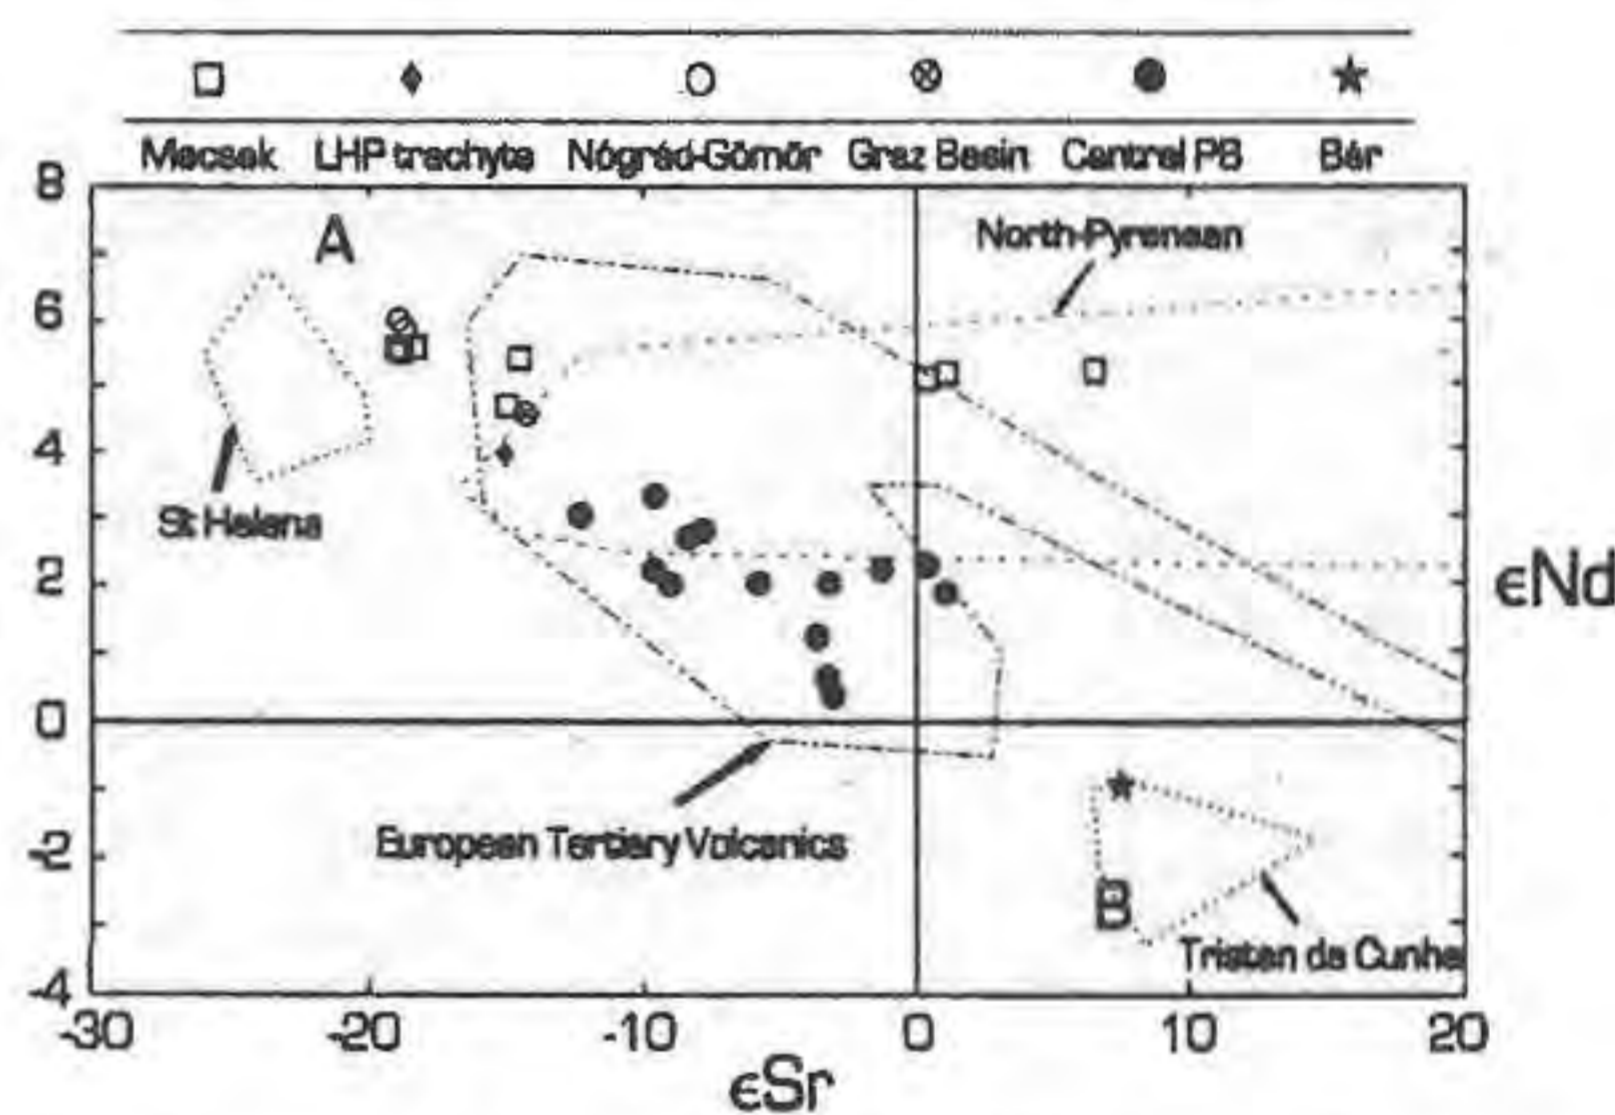 Mecsek LHP trachyte Nógrád-Gömör Graz Basin Central PB Bár
8
A
North-Pyrenean
6
4
St Helena
2
ϵNd
0
European Tertiary Volcanics
-2
Tristan da Cunha
-4
-30 -20 -10 0 10 20
ϵSr